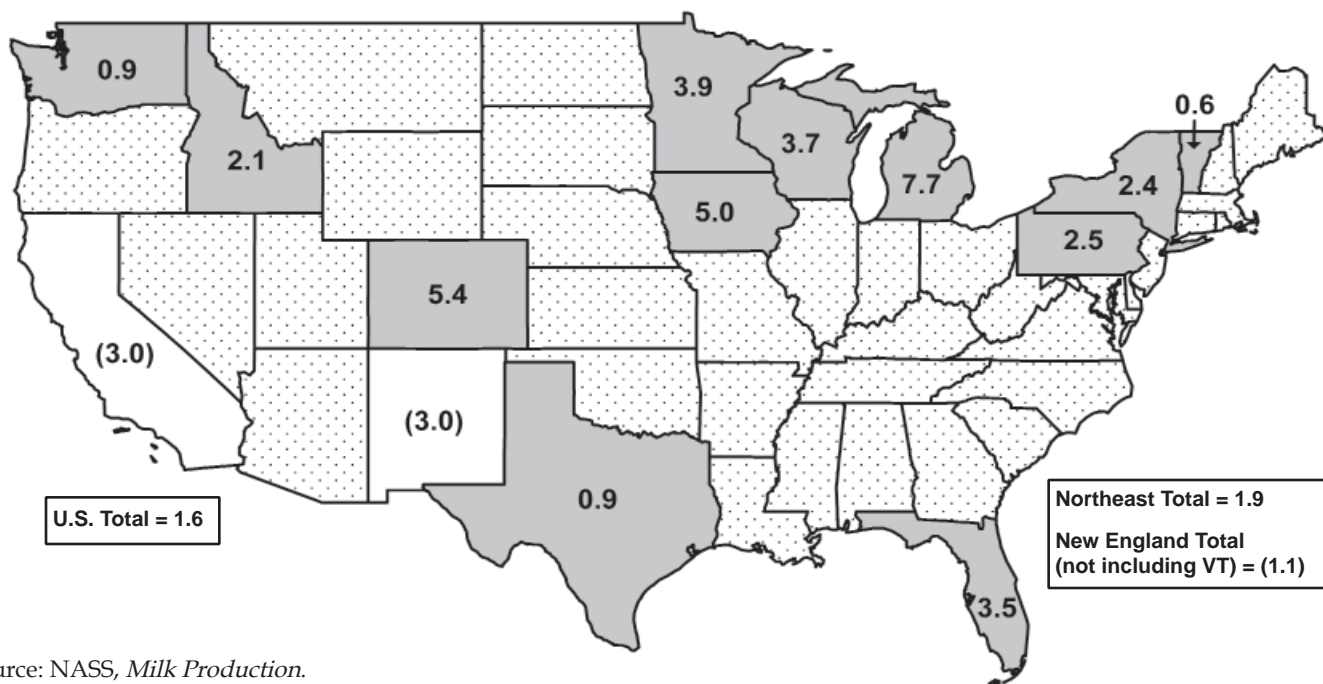 0.9
3.9
0.6
3.7
2.1
7.7
2.4
5.0
2.5
5.4
(3.0)
(3.0)
0.9
U.S. Total = 1.6
Northeast Total = 1.9
New England Total
(not including VT) = (1.1)
3.5
urce: NASS, Milk Production.